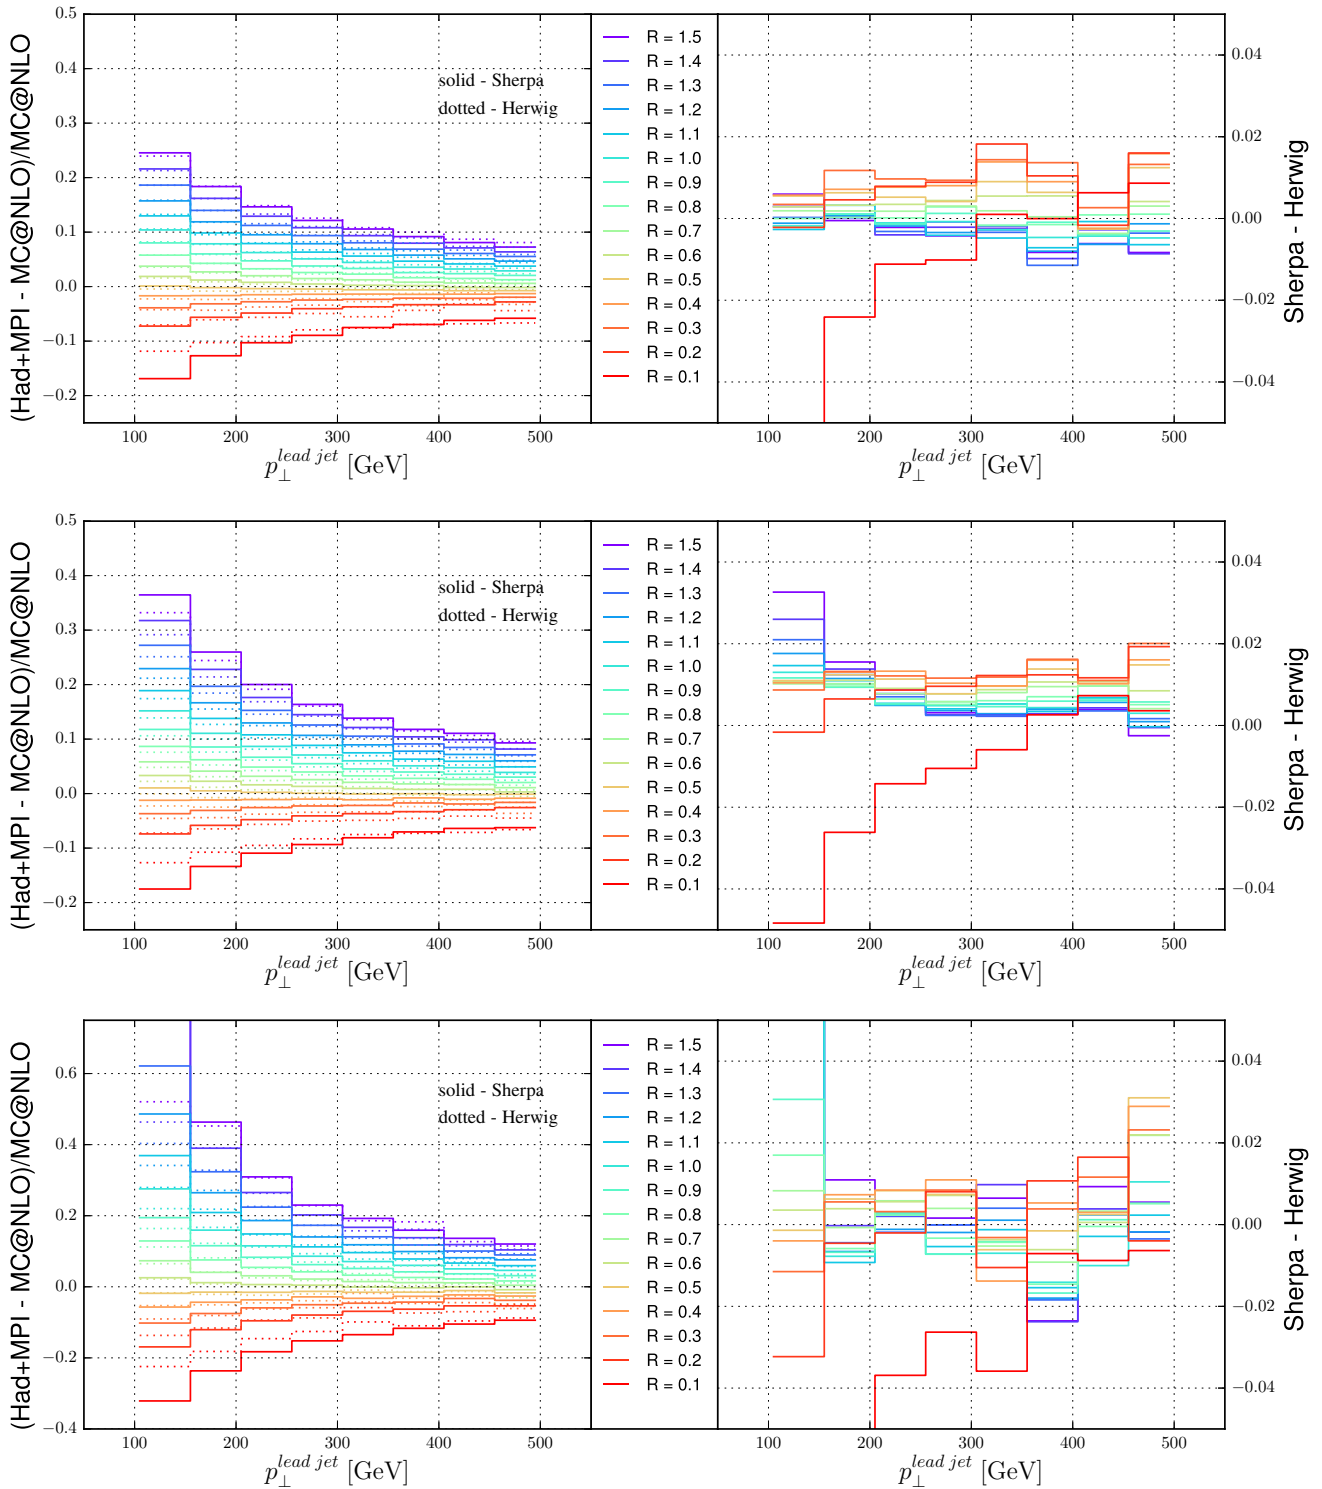 (Had+MPI - MC@NLO)/MC@NLO
0.5
0.4
0.3
0.2
0.1
0.0
−0.1
−0.2
solid - Sherpa
dotted - Herwig
100 200 300 400 500
p⊥^{lead jet} [GeV]
R = 1.5
R = 1.4
R = 1.3
R = 1.2
R = 1.1
R = 1.0
R = 0.9
R = 0.8
R = 0.7
R = 0.6
R = 0.5
R = 0.4
R = 0.3
R = 0.2
R = 0.1
100 200 300 400 500
p⊥^{lead jet} [GeV]
0.04
0.02
0.00
−0.02
−0.04
Sherpa - Herwig
(Had+MPI - MC@NLO)/MC@NLO
0.5
0.4
0.3
0.2
0.1
0.0
−0.1
−0.2
solid - Sherpa
dotted - Herwig
100 200 300 400 500
p⊥^{lead jet} [GeV]
R = 1.5
R = 1.4
R = 1.3
R = 1.2
R = 1.1
R = 1.0
R = 0.9
R = 0.8
R = 0.7
R = 0.6
R = 0.5
R = 0.4
R = 0.3
R = 0.2
R = 0.1
100 200 300 400 500
p⊥^{lead jet} [GeV]
0.04
0.02
0.00
−0.02
−0.04
Sherpa - Herwig
(Had+MPI - MC@NLO)/MC@NLO
0.6
0.4
0.2
0.0
−0.2
−0.4
solid - Sherpa
dotted - Herwig
100 200 300 400 500
p⊥^{lead jet} [GeV]
R = 1.5
R = 1.4
R = 1.3
R = 1.2
R = 1.1
R = 1.0
R = 0.9
R = 0.8
R = 0.7
R = 0.6
R = 0.5
R = 0.4
R = 0.3
R = 0.2
R = 0.1
100 200 300 400 500
p⊥^{lead jet} [GeV]
0.04
0.02
0.00
−0.02
−0.04
Sherpa - Herwig